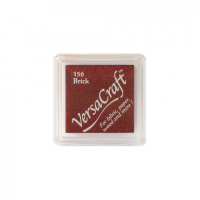 156
Brick
VersaCraft
For fabric, paper,
wood and more!